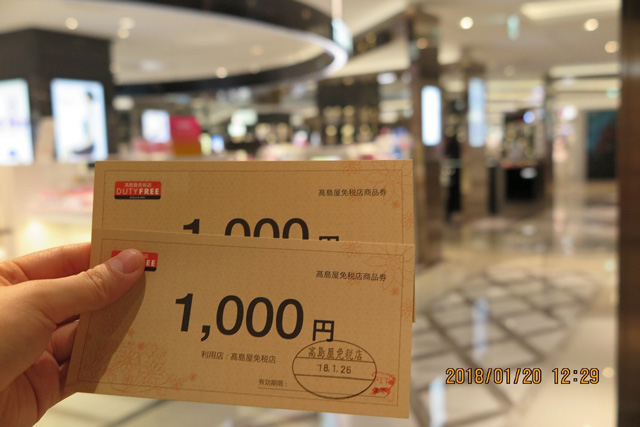 高島屋免税店
DUTY FREE
高島屋免税店商品券
1,000円
高島屋免税店商品券
1,000円
利用店:高島屋免税店
有効期限:
高島屋免税店
'18.1.26
2018/01/20 12:29